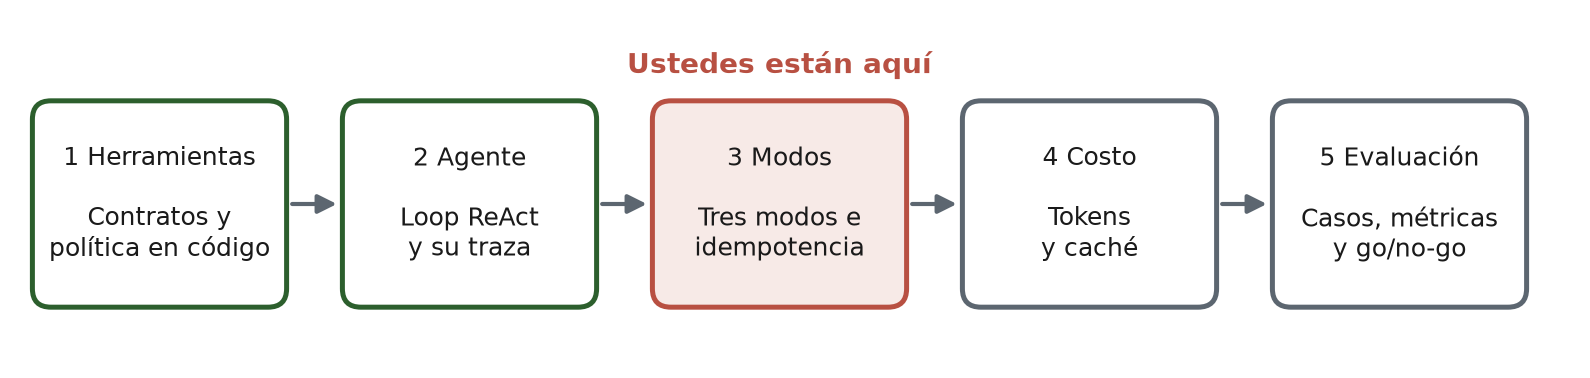 Ustedes están aquí
1 Herramientas
Contratos y
política en código
2 Agente
Loop ReAct
y su traza
3 Modos
Tres modos e
idempotencia
4 Costo
Tokens
y caché
5 Evaluación
Casos, métricas
y go/no-go